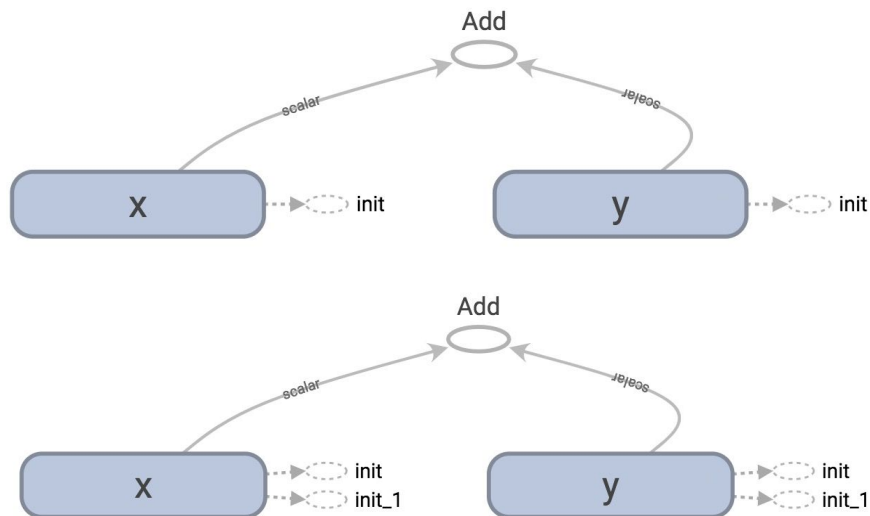 Add
scalar
scalar
x
init
y
init
Add
scalar
scalar
x
init
init_1
y
init
init_1